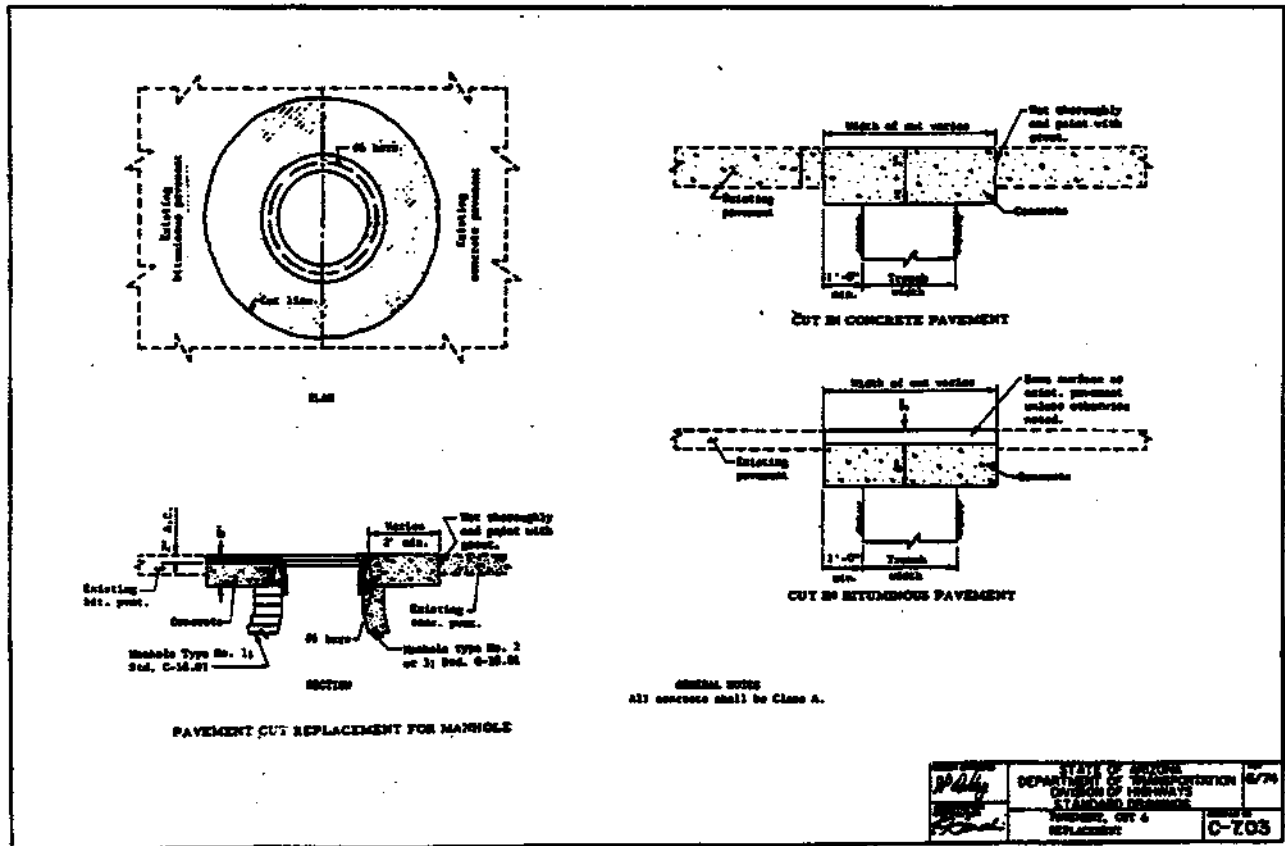 Existing
bituminous pavement
Existing
concrete pavement
#6 bars
Cut line
PLAN
2" A.C.
Varies
2' min.
Wet thoroughly
and paint with
grout.
Existing
bit. pvmt.
Concrete
#6 bars
Existing
conc. pvmt.
Manhole Type No. 1;
Std. C-18.01
Manhole Type No. 2
or 3; Std. C-18.01
SECTION
PAVEMENT CUT REPLACEMENT FOR MANHOLE
Width of cut varies
Wet thoroughly
and paint with
grout.
Existing
pavement
Concrete
1'-0"
min.
Trench
width
CUT IN CONCRETE PAVEMENT
Width of cut varies
Same surface as
exist. pavement
unless otherwise
noted.
Existing
pavement
Concrete
1'-0"
min.
Trench
width
CUT IN BITUMINOUS PAVEMENT
GENERAL NOTES
All concrete shall be Class A.
STATE OF ARIZONA
DEPARTMENT OF TRANSPORTATION
DIVISION OF HIGHWAYS
STANDARD DRAWINGS
PAVEMENT, CUT &
REPLACEMENT
C-7.03